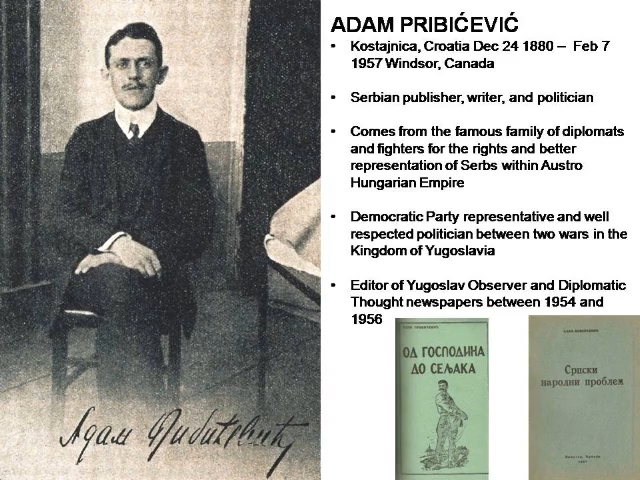 ADAM PRIBIĆEVIĆ
• Kostajnica, Croatia Dec 24 1880 – Feb 7
1957 Windsor, Canada
• Serbian publisher, writer, and politician
• Comes from the famous family of diplomats
and fighters for the rights and better
representation of Serbs within Austro
Hungarian Empire
• Democratic Party representative and well
respected politician between two wars in the
Kingdom of Yugoslavia
• Editor of Yugoslav Observer and Diplomatic
Thought newspapers between 1954 and
1956
ОД ГОСПОДИНА
ДО СЕЉАКА
Српски
народни проблем
Адам Прибићевић